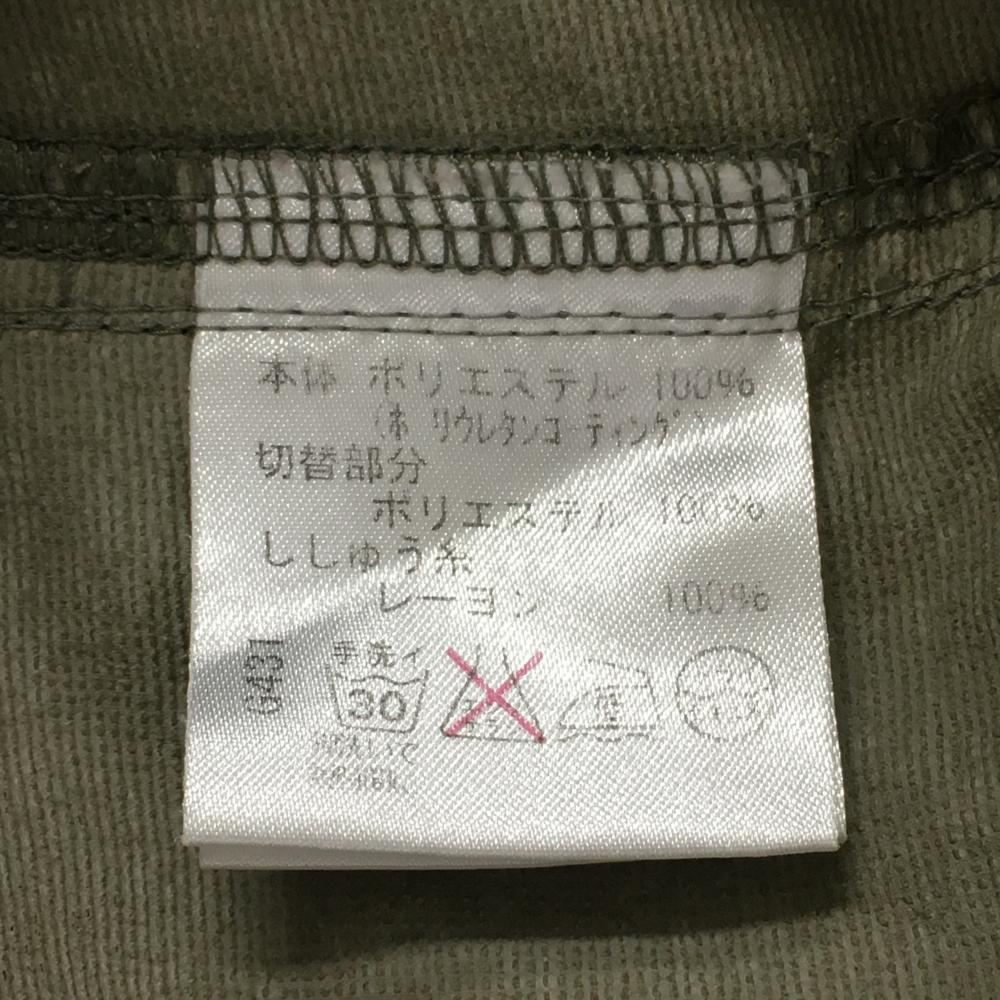 本体 ポリエステル 100%
(ポリウレタンコーティング)
切替部分
ポリエステル 100%
ししゅう糸
レーヨン 100%
6431
手洗イ
30
低